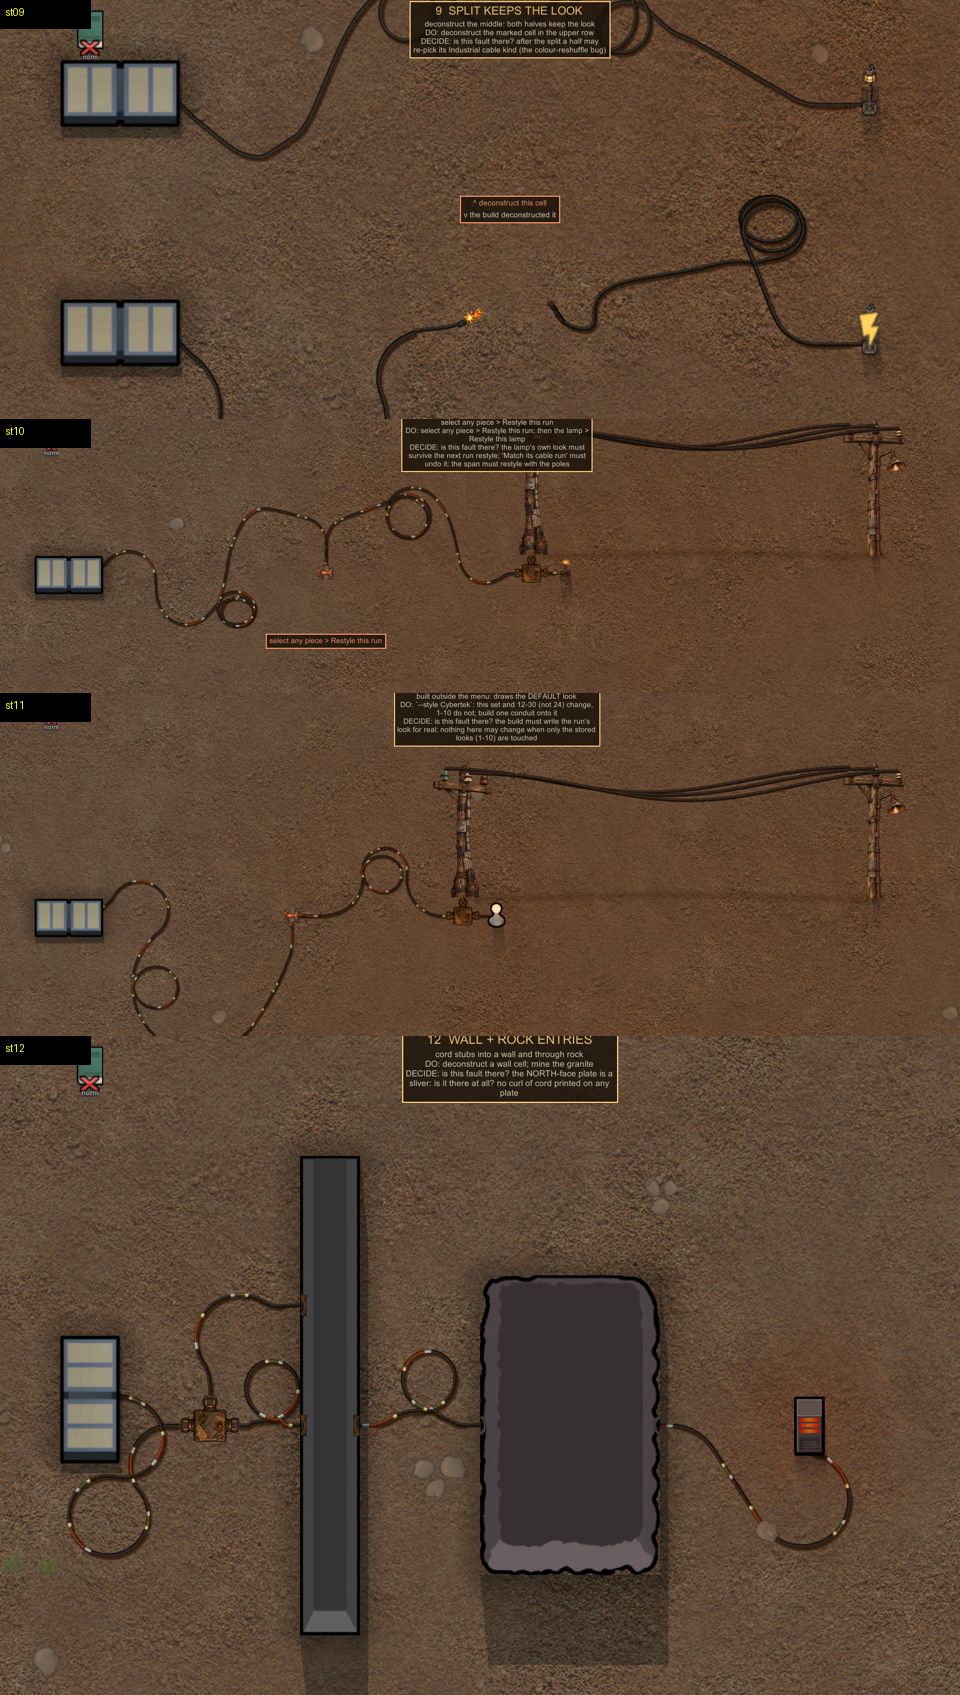 st09
norm
9 SPLIT KEEPS THE LOOK
deconstruct the middle: both halves keep the look
DO: deconstruct the marked cell in the upper row
DECIDE: is this fault there? after the split a half may
re-pick its Industrial cable kind (the colour-reshuffle bug)
^ deconstruct this cell
v the build deconstructed it
st10
norm
select any piece > Restyle this run
DO: select any piece > Restyle this run; then the lamp >
Restyle this lamp
DECIDE: is this fault there? the lamp's own look must
survive the next run restyle; 'Match its cable run' must
undo it; the span must restyle with the poles
select any piece > Restyle this run
st11
norm
built outside the menu: draws the DEFAULT look
DO: `--style Cybertek`: this set and 12-30 (not 24) change,
1-10 do not; build one conduit onto it
DECIDE: is this fault there? the build must write the run's
look for real; nothing here may change when only the stored
looks (1-10) are touched
st12
norm
12 WALL + ROCK ENTRIES
cord stubs into a wall and through rock
DO: deconstruct a wall cell; mine the granite
DECIDE: is this fault there? the NORTH-face plate is a
sliver: is it there at all? no curl of cord printed on any
plate